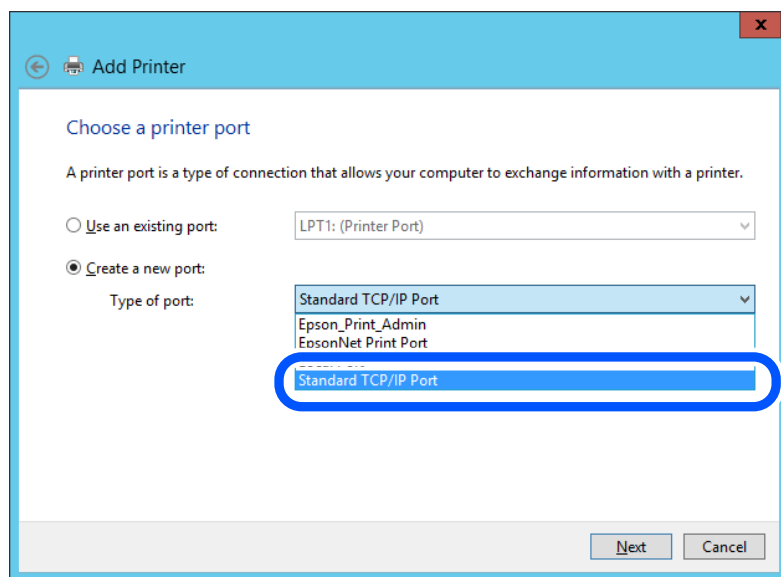 x
Add Printer
Choose a printer port
A printer port is a type of connection that allows your computer to exchange information with a printer.
Use an existing port:
LPT1: (Printer Port)
Create a new port:
Type of port:
Standard TCP/IP Port
Epson_Print_Admin
EpsonNet Print Port
Standard TCP/IP Port
Next
Cancel